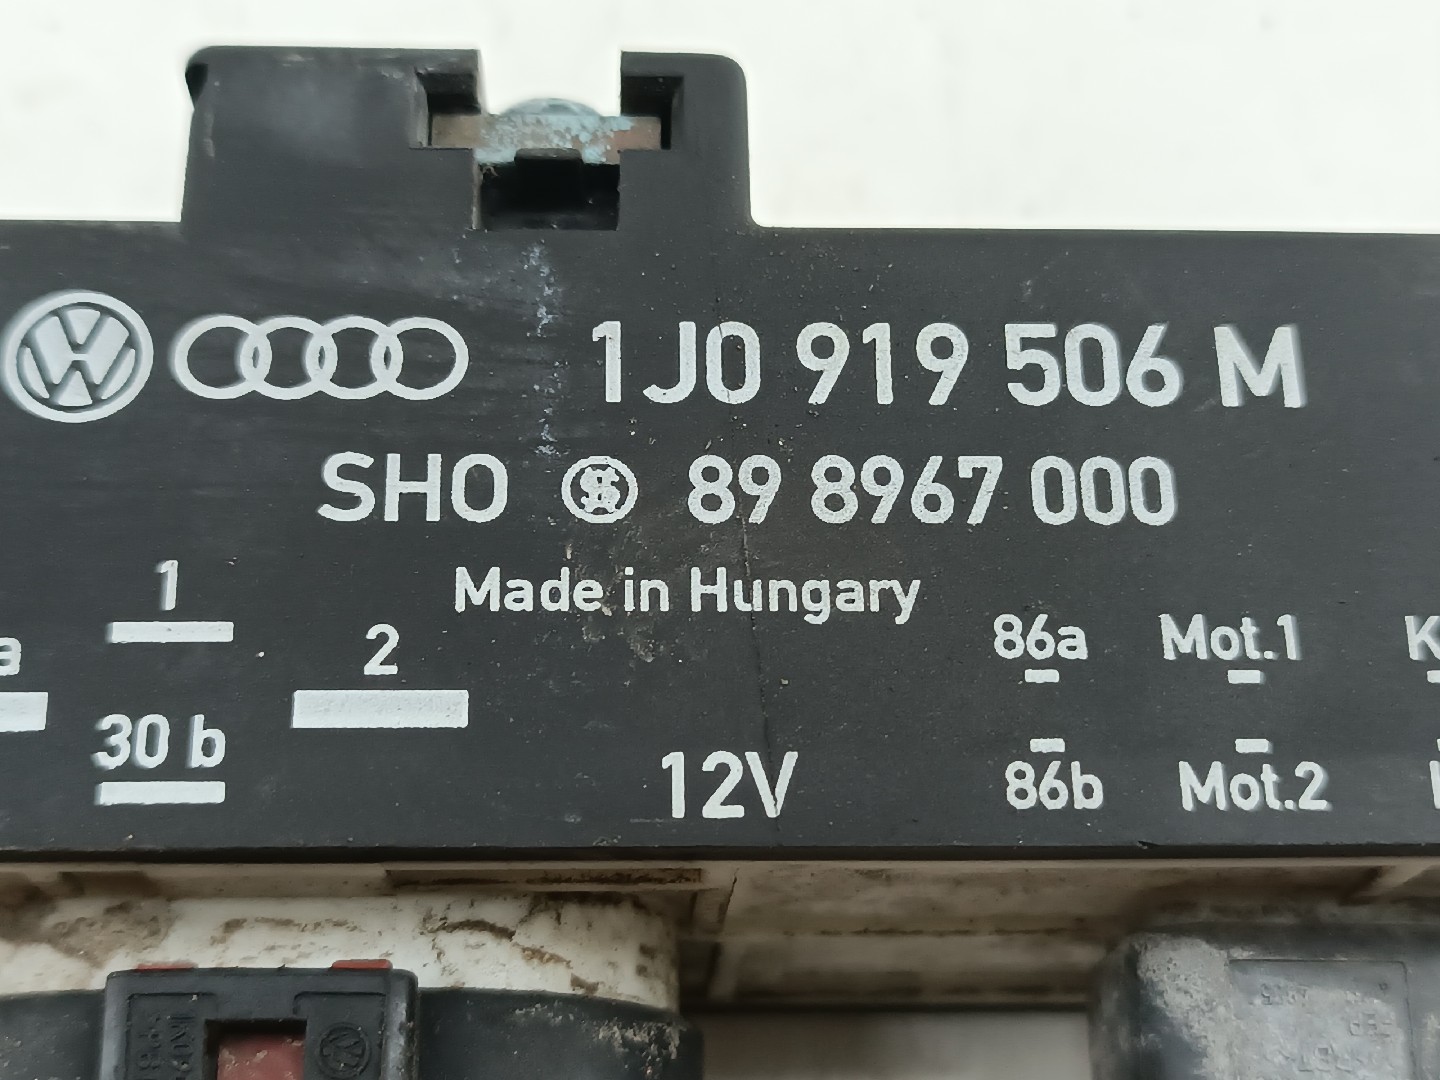 1J0 919 506 M
SHO 89 8967 000
Made in Hungary
1
2
30 b
12V
86a Mot.1
86b Mot.2